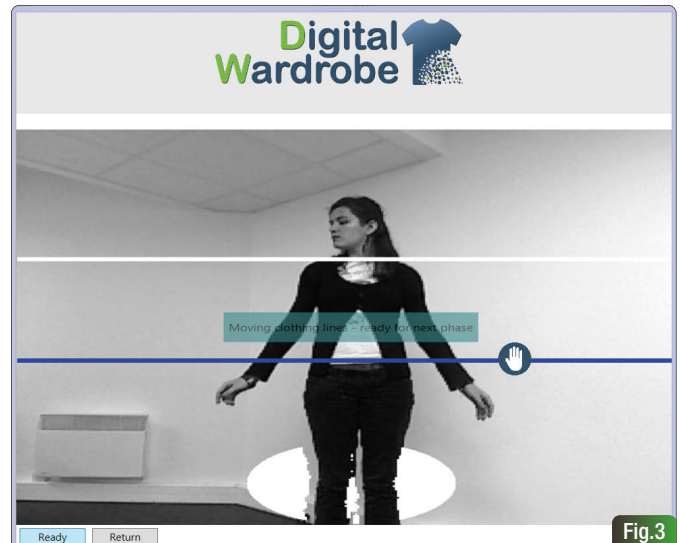 Digital
Wardrobe
Moving clothing lines - ready for next phase
Ready Return
Fig.3